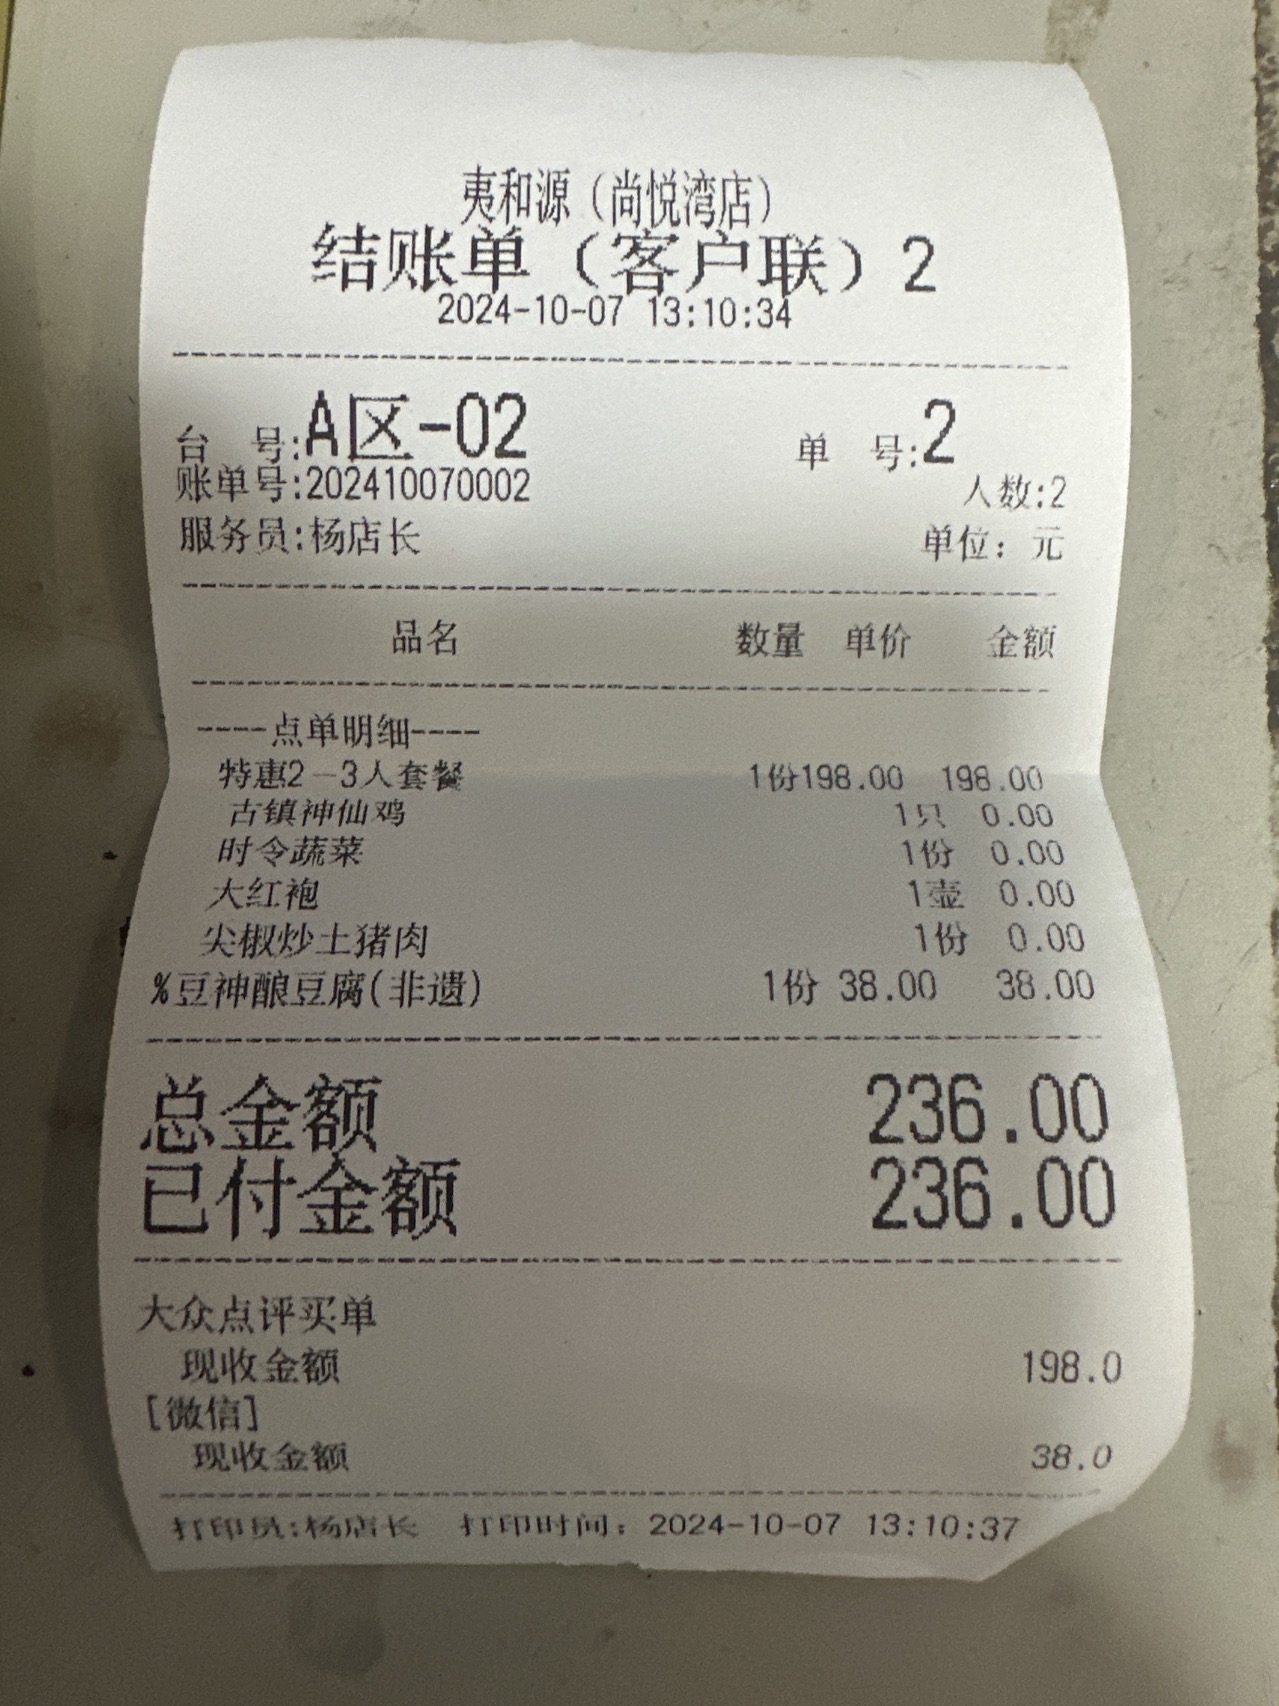 夷和源（尚悦湾店）
结账单（客户联）2
2024-10-07 13:10:34
台 号:A区-02 单 号:2
账单号:202410070002 人数:2
服务员:杨店长 单位：元
品名 数量 单价 金额
----点单明细----
特惠2－3人套餐 1份198.00 198.00
古镇神仙鸡 1只 0.00
时令蔬菜 1份 0.00
大红袍 1壶 0.00
尖椒炒土猪肉 1份 0.00
%豆神酿豆腐(非遗) 1份 38.00 38.00
总金额 236.00
已付金额 236.00
大众点评买单
现收金额 198.0
[微信]
现收金额 38.0
打印员:杨店长 打印时间：2024-10-07 13:10:37